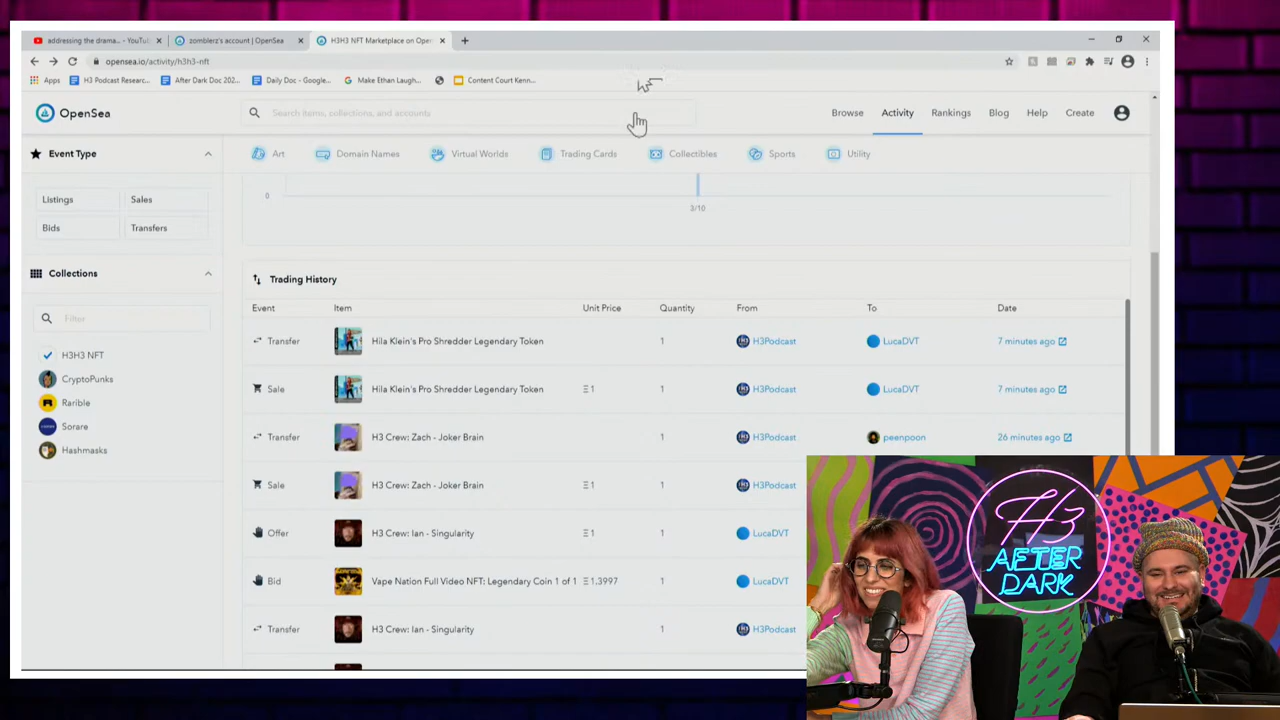 addressing the drama... - YouTu
zomblerz's account | OpenSea
H3H3 NFT Marketplace on Open
opensea.io/activity/h3h3-nft
Apps
H3 Podcast Researc...
After Dark Doc 202...
Daily Doc - Google...
Make Ethan Laugh...
Content Court Kenn...
OpenSea
Search items, collections, and accounts
Browse
Activity
Rankings
Blog
Help
Create
Event Type
Art
Domain Names
Virtual Worlds
Trading Cards
Collectibles
Sports
Utility
Listings
Sales
Bids
Transfers
0
3/10
Collections
Filter
H3H3 NFT
CryptoPunks
Rarible
Sorare
Hashmasks
Trading History
Event Item Unit Price Quantity From To Date
Transfer Hila Klein's Pro Shredder Legendary Token 1 H3Podcast LucaDVT 7 minutes ago
Sale Hila Klein's Pro Shredder Legendary Token Ξ 1 1 H3Podcast LucaDVT 7 minutes ago
Transfer H3 Crew: Zach - Joker Brain 1 H3Podcast peenpoon 26 minutes ago
Sale H3 Crew: Zach - Joker Brain Ξ 1 1 H3Podcast
Offer H3 Crew: Ian - Singularity Ξ 1 1 LucaDVT
Bid Vape Nation Full Video NFT: Legendary Coin 1 of 1 Ξ 1.3997 1 LucaDVT
Transfer H3 Crew: Ian - Singularity 1 H3Podcast
H3
AFTER
DARK